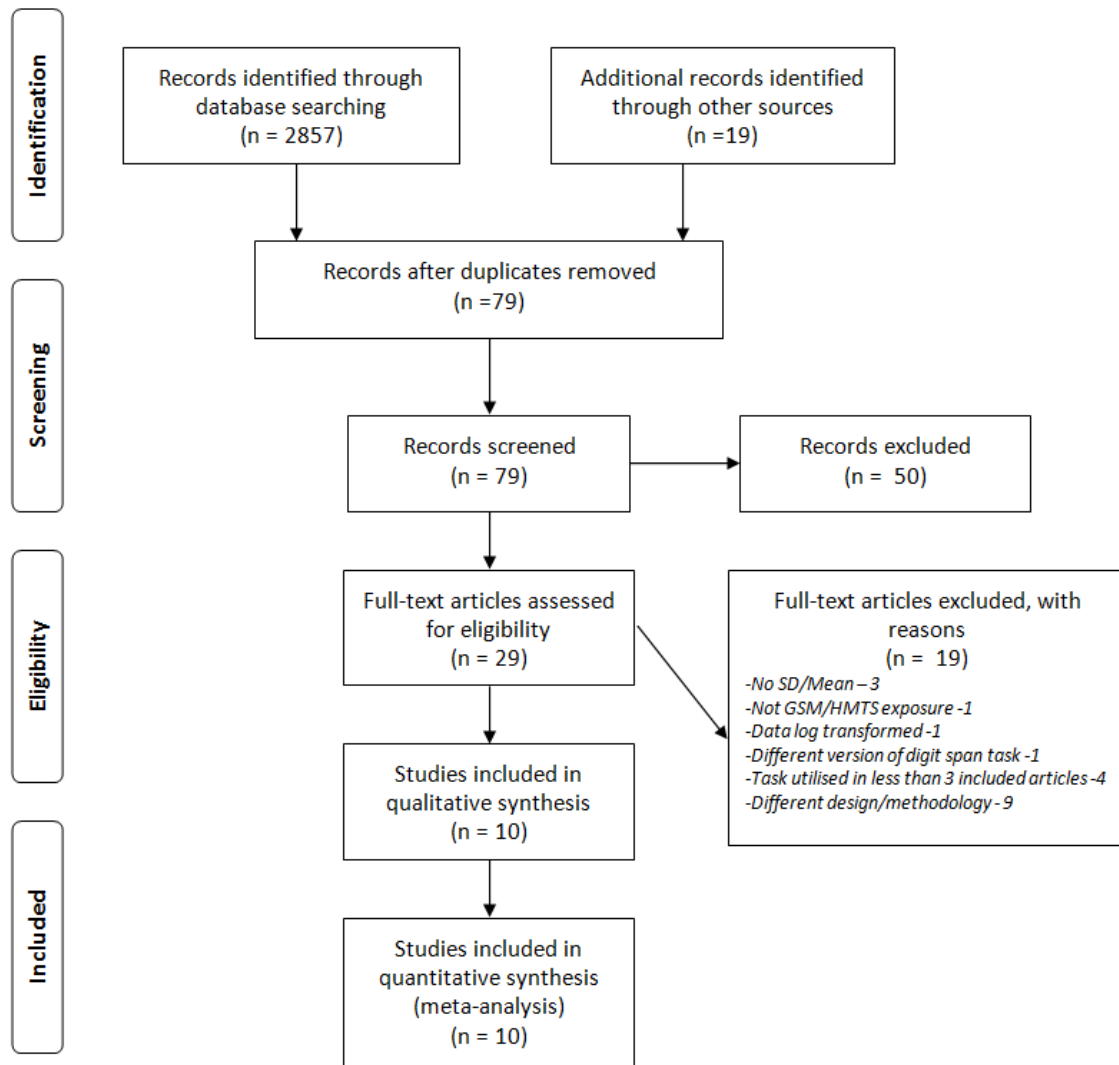 Identification
Records identified through
database searching
(n = 2857)
Additional records identified
through other sources
(n =19)
Records after duplicates removed
(n =79)
Screening
Records screened
(n = 79)
Records excluded
(n =  50)
Eligibility
Full-text articles assessed
for eligibility
(n = 29)
Full-text articles excluded, with
reasons
(n =  19)
-No SD/Mean – 3
-Not GSM/HMTS exposure -1
-Data log transformed -1
-Different version of digit span task -1
-Task utilised in less than 3 included articles -4
-Different design/methodology - 9
Studies included in
qualitative synthesis
(n = 10)
Included
Studies included in
quantitative synthesis
(meta-analysis)
(n = 10)